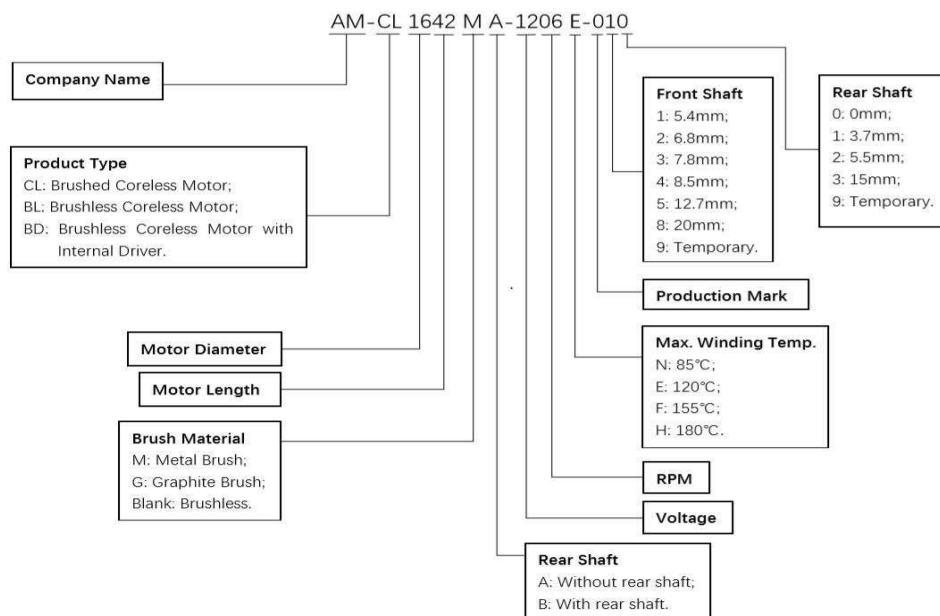 AM-CL 1642 M A-1206 E-010
Company Name
Front Shaft
1: 5.4mm;
2: 6.8mm;
3: 7.8mm;
4: 8.5mm;
5: 12.7mm;
8: 20mm;
9: Temporary.
Rear Shaft
0: 0mm;
1: 3.7mm;
2: 5.5mm;
3: 15mm;
9: Temporary.
Product Type
CL: Brushed Coreless Motor;
BL: Brushless Coreless Motor;
BD: Brushless Coreless Motor with
Internal Driver.
Production Mark
Motor Diameter
Max. Winding Temp.
N: 85℃;
E: 120℃;
F: 155℃;
H: 180℃.
Motor Length
Brush Material
M: Metal Brush;
G: Graphite Brush;
Blank: Brushless.
RPM
Voltage
Rear Shaft
A: Without rear shaft;
B: With rear shaft.